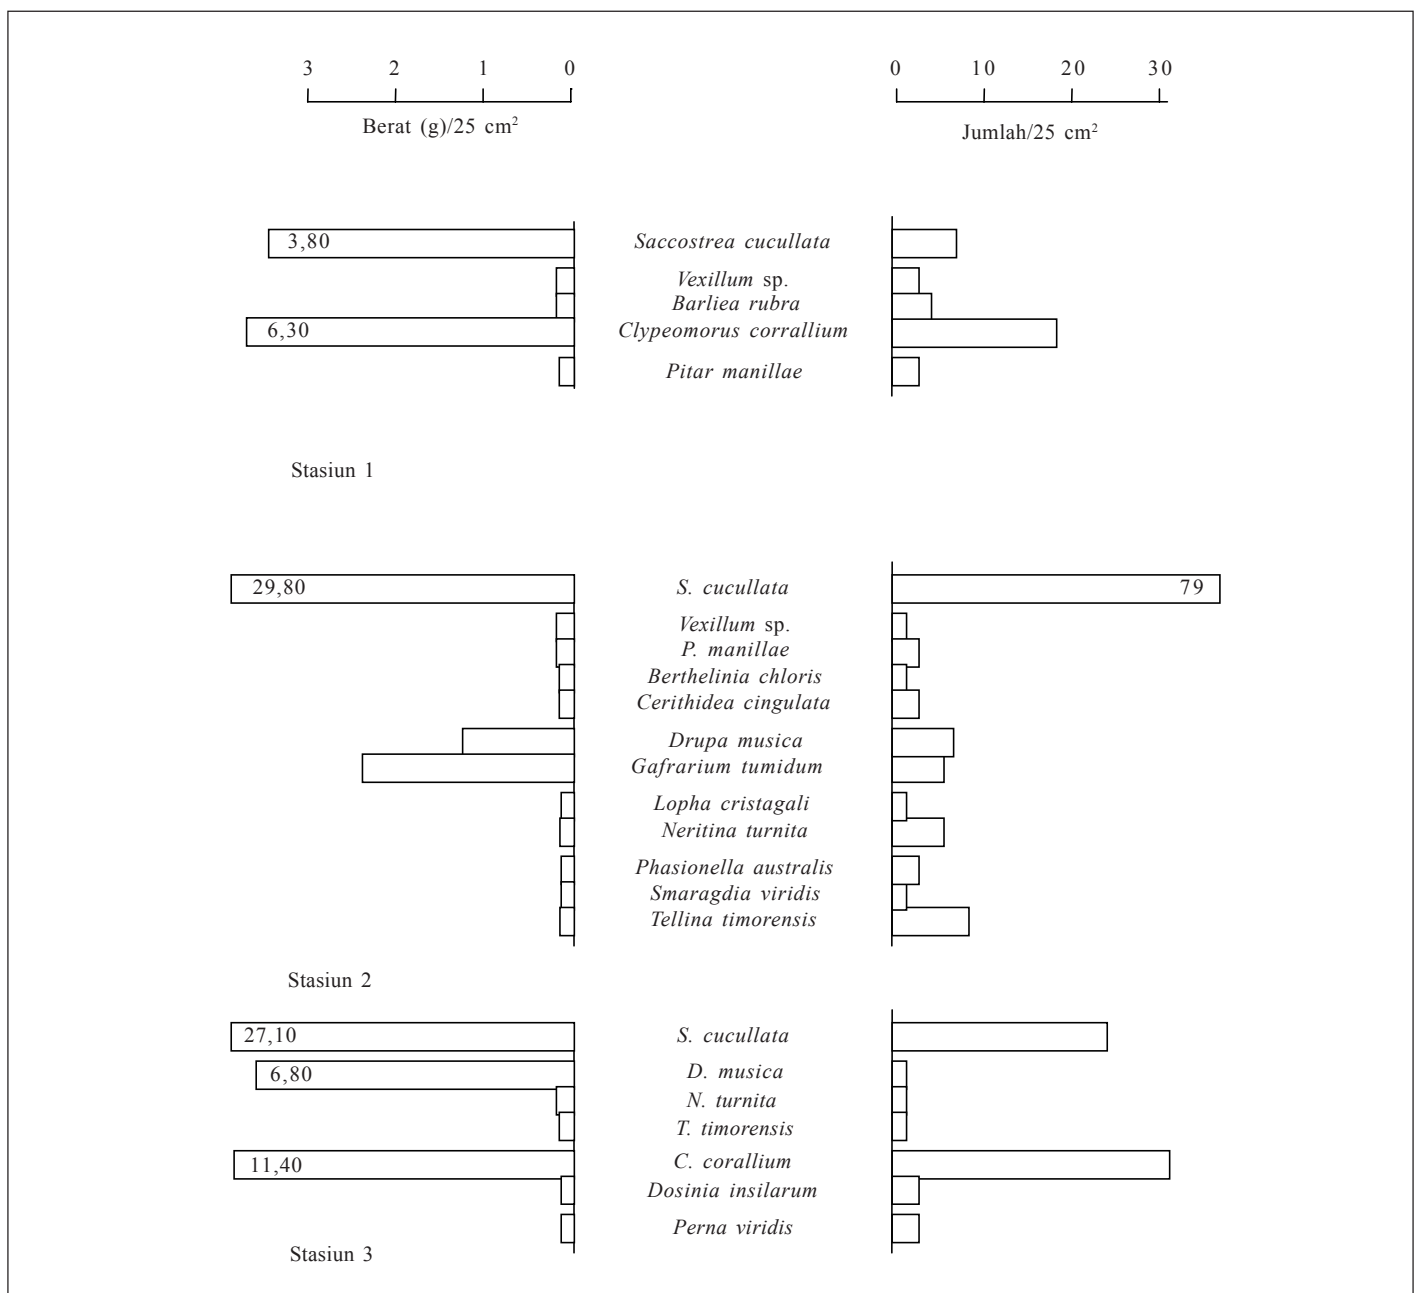 3 2 1 0 0 10 20 30
Berat (g)/25 cm² Jumlah/25 cm²
3,80 Saccostrea cucullata
Vexillum sp.
Barliea rubra
6,30 Clypeomorus corrallium
Pitar manillae
Stasiun 1
29,80 S. cucullata 79
Vexillum sp.
P. manillae
Berthelinia chloris
Cerithidea cingulata
Drupa musica
Gafrarium tumidum
Lopha cristagali
Neritina turnita
Phasionella australis
Smaragdia viridis
Tellina timorensis
Stasiun 2
27,10 S. cucullata
6,80 D. musica
N. turnita
T. timorensis
11,40 C. corallium
Dosinia insilarum
Perna viridis
Stasiun 3